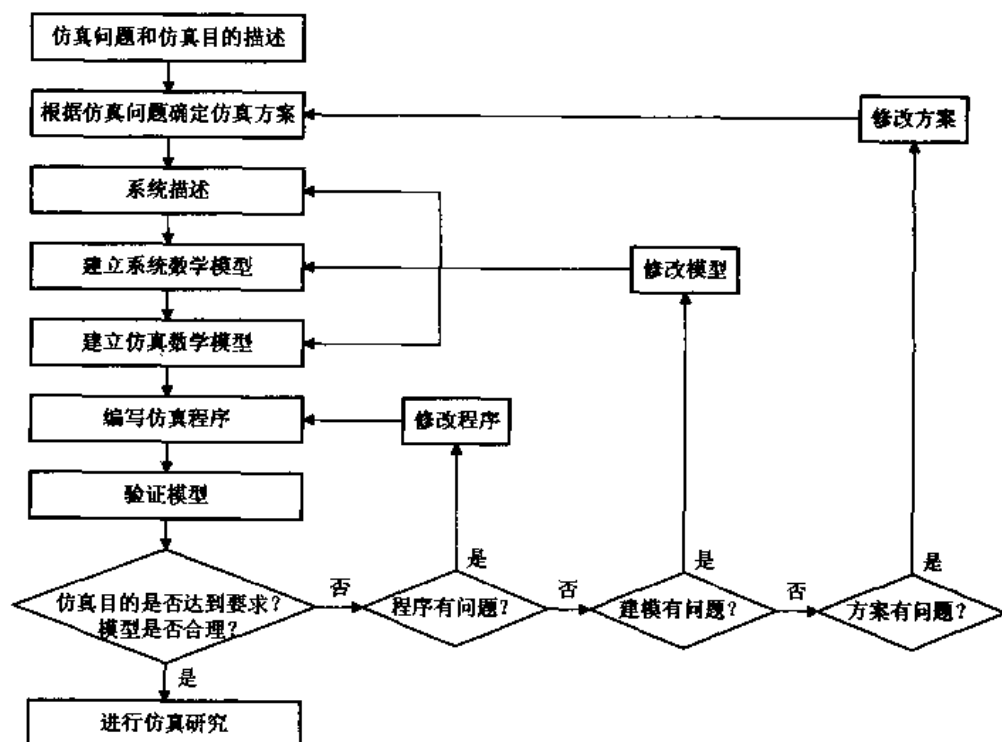 仿真问题和仿真目的描述
根据仿真问题确定仿真方案
修改方案
系统描述
建立系统数学模型
修改模型
建立仿真数学模型
编写仿真程序
修改程序
验证模型
仿真目的是否达到要求?
模型是否合理?
否
程序有问题?
是
否
建模有问题?
是
否
方案有问题?
是
是
进行仿真研究